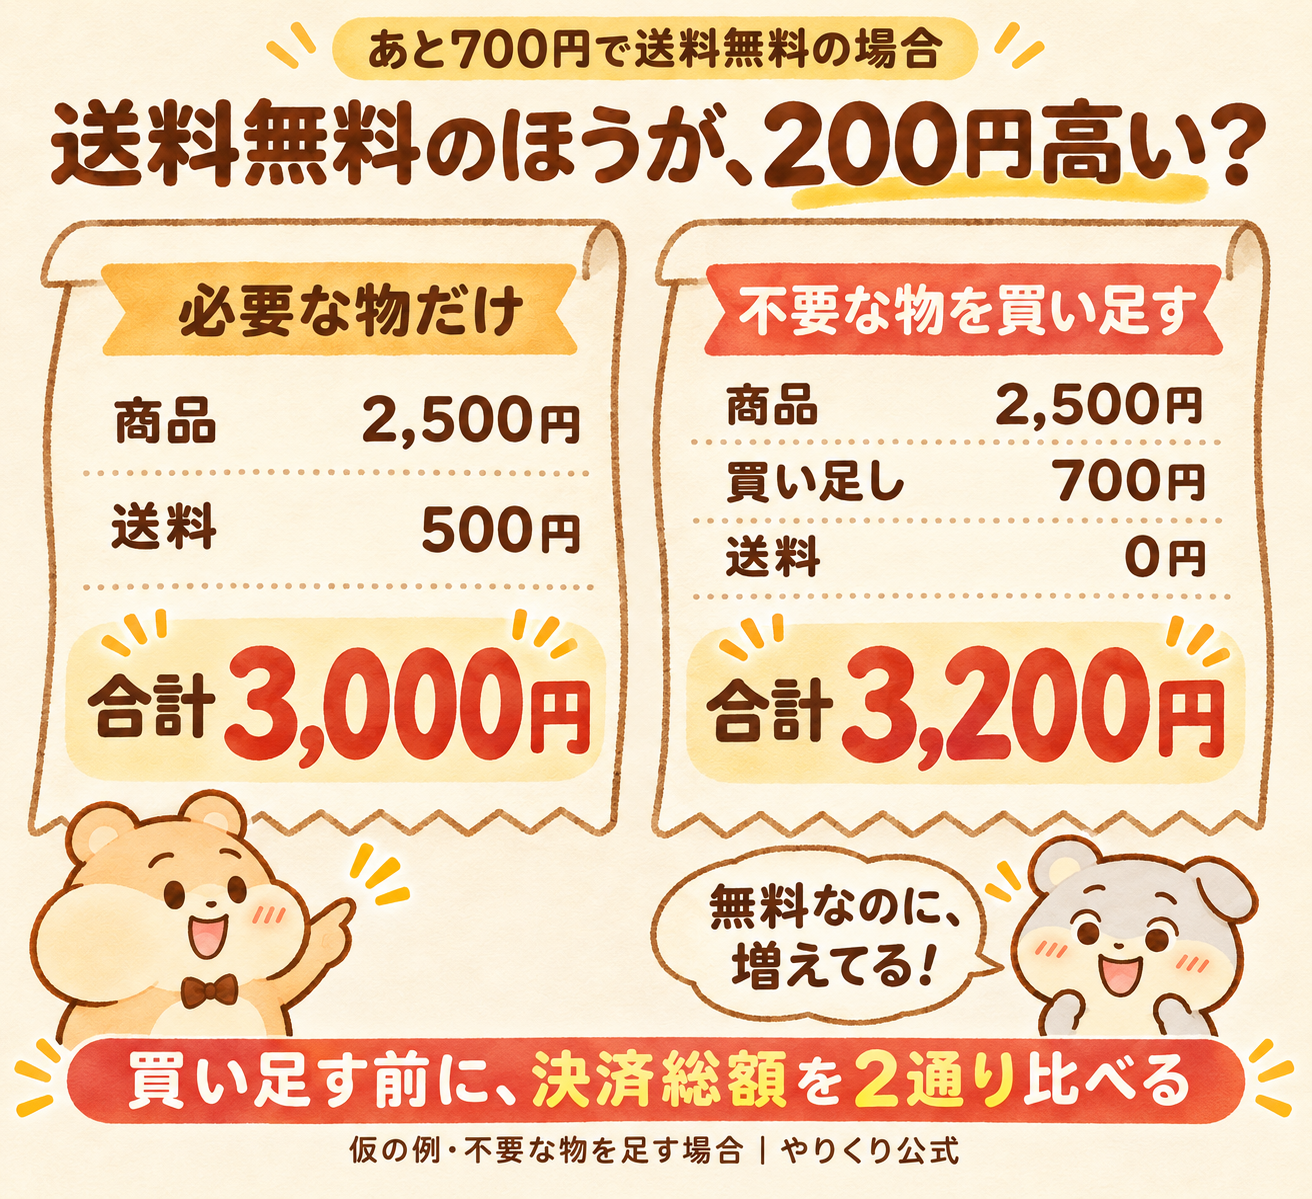 あと700円で送料無料の場合
送料無料のほうが、200円高い?
必要な物だけ
商品 2,500円
送料 500円
合計 3,000円
不要な物を買い足す
商品 2,500円
買い足し 700円
送料 0円
合計 3,200円
無料なのに、
増えてる!
買い足す前に、決済総額を2通り比べる
仮の例・不要な物を足す場合｜やりくり公式